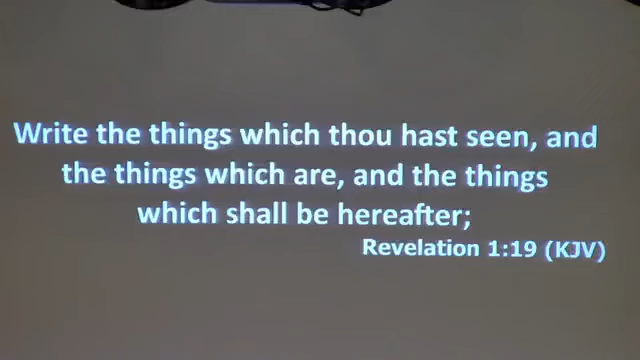 Write the things which thou hast seen, and
the things which are, and the things
which shall be hereafter;
Revelation 1:19 (KJV)